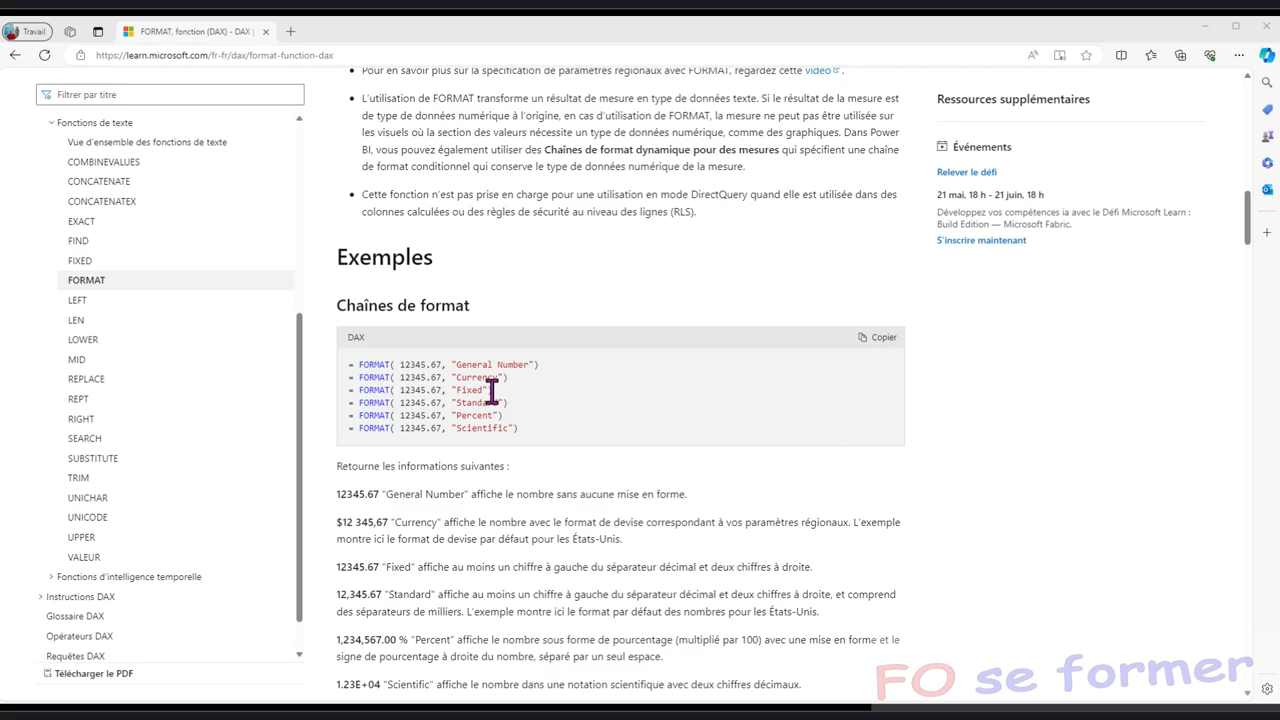 Travail
FORMAT, fonction (DAX) - DAX |
https://learn.microsoft.com/fr-fr/dax/format-function-dax
Filtrer par titre
Fonctions de texte
Vue d'ensemble des fonctions de texte
COMBINEVALUES
CONCATENATE
CONCATENATEX
EXACT
FIND
FIXED
FORMAT
LEFT
LEN
LOWER
MID
REPLACE
REPT
RIGHT
SEARCH
SUBSTITUTE
TRIM
UNICHAR
UNICODE
UPPER
VALEUR
Fonctions d'intelligence temporelle
Instructions DAX
Glossaire DAX
Opérateurs DAX
Requêtes DAX
Télécharger le PDF
Pour en savoir plus sur la spécification de paramètres régionaux avec FORMAT, regardez cette vidéo.
L'utilisation de FORMAT transforme un résultat de mesure en type de données texte. Si le résultat de la mesure est
de type de données numérique à l'origine, en cas d'utilisation de FORMAT, la mesure ne peut pas être utilisée sur
les visuels où la section des valeurs nécessite un type de données numérique, comme des graphiques. Dans Power
BI, vous pouvez également utiliser des Chaînes de format dynamique pour des mesures qui spécifient une chaîne
de format conditionnel qui conserve le type de données numérique de la mesure.
Cette fonction n'est pas prise en charge pour une utilisation en mode DirectQuery quand elle est utilisée dans des
colonnes calculées ou des règles de sécurité au niveau des lignes (RLS).
Exemples
Chaînes de format
DAX
Copier
= FORMAT( 12345.67, "General Number")
= FORMAT( 12345.67, "Currency")
= FORMAT( 12345.67, "Fixed")
= FORMAT( 12345.67, "Standard")
= FORMAT( 12345.67, "Percent")
= FORMAT( 12345.67, "Scientific")
Retourne les informations suivantes :
12345.67 "General Number" affiche le nombre sans aucune mise en forme.
$12 345,67 "Currency" affiche le nombre avec le format de devise correspondant à vos paramètres régionaux. L'exemple
montre ici le format de devise par défaut pour les États-Unis.
12345.67 "Fixed" affiche au moins un chiffre à gauche du séparateur décimal et deux chiffres à droite.
12,345.67 "Standard" affiche au moins un chiffre à gauche du séparateur décimal et deux chiffres à droite, et comprend
des séparateurs de milliers. L'exemple montre ici le format par défaut des nombres pour les États-Unis.
1,234,567.00 % "Percent" affiche le nombre sous forme de pourcentage (multiplié par 100) avec une mise en forme et le
signe de pourcentage à droite du nombre, séparé par un seul espace.
1.23E+04 "Scientific" affiche le nombre dans une notation scientifique avec deux chiffres décimaux.
Ressources supplémentaires
Événements
Relever le défi
21 mai, 18 h - 21 juin, 18 h
Développez vos compétences ia avec le Défi Microsoft Learn :
Build Edition — Microsoft Fabric.
S'inscrire maintenant
FO se former